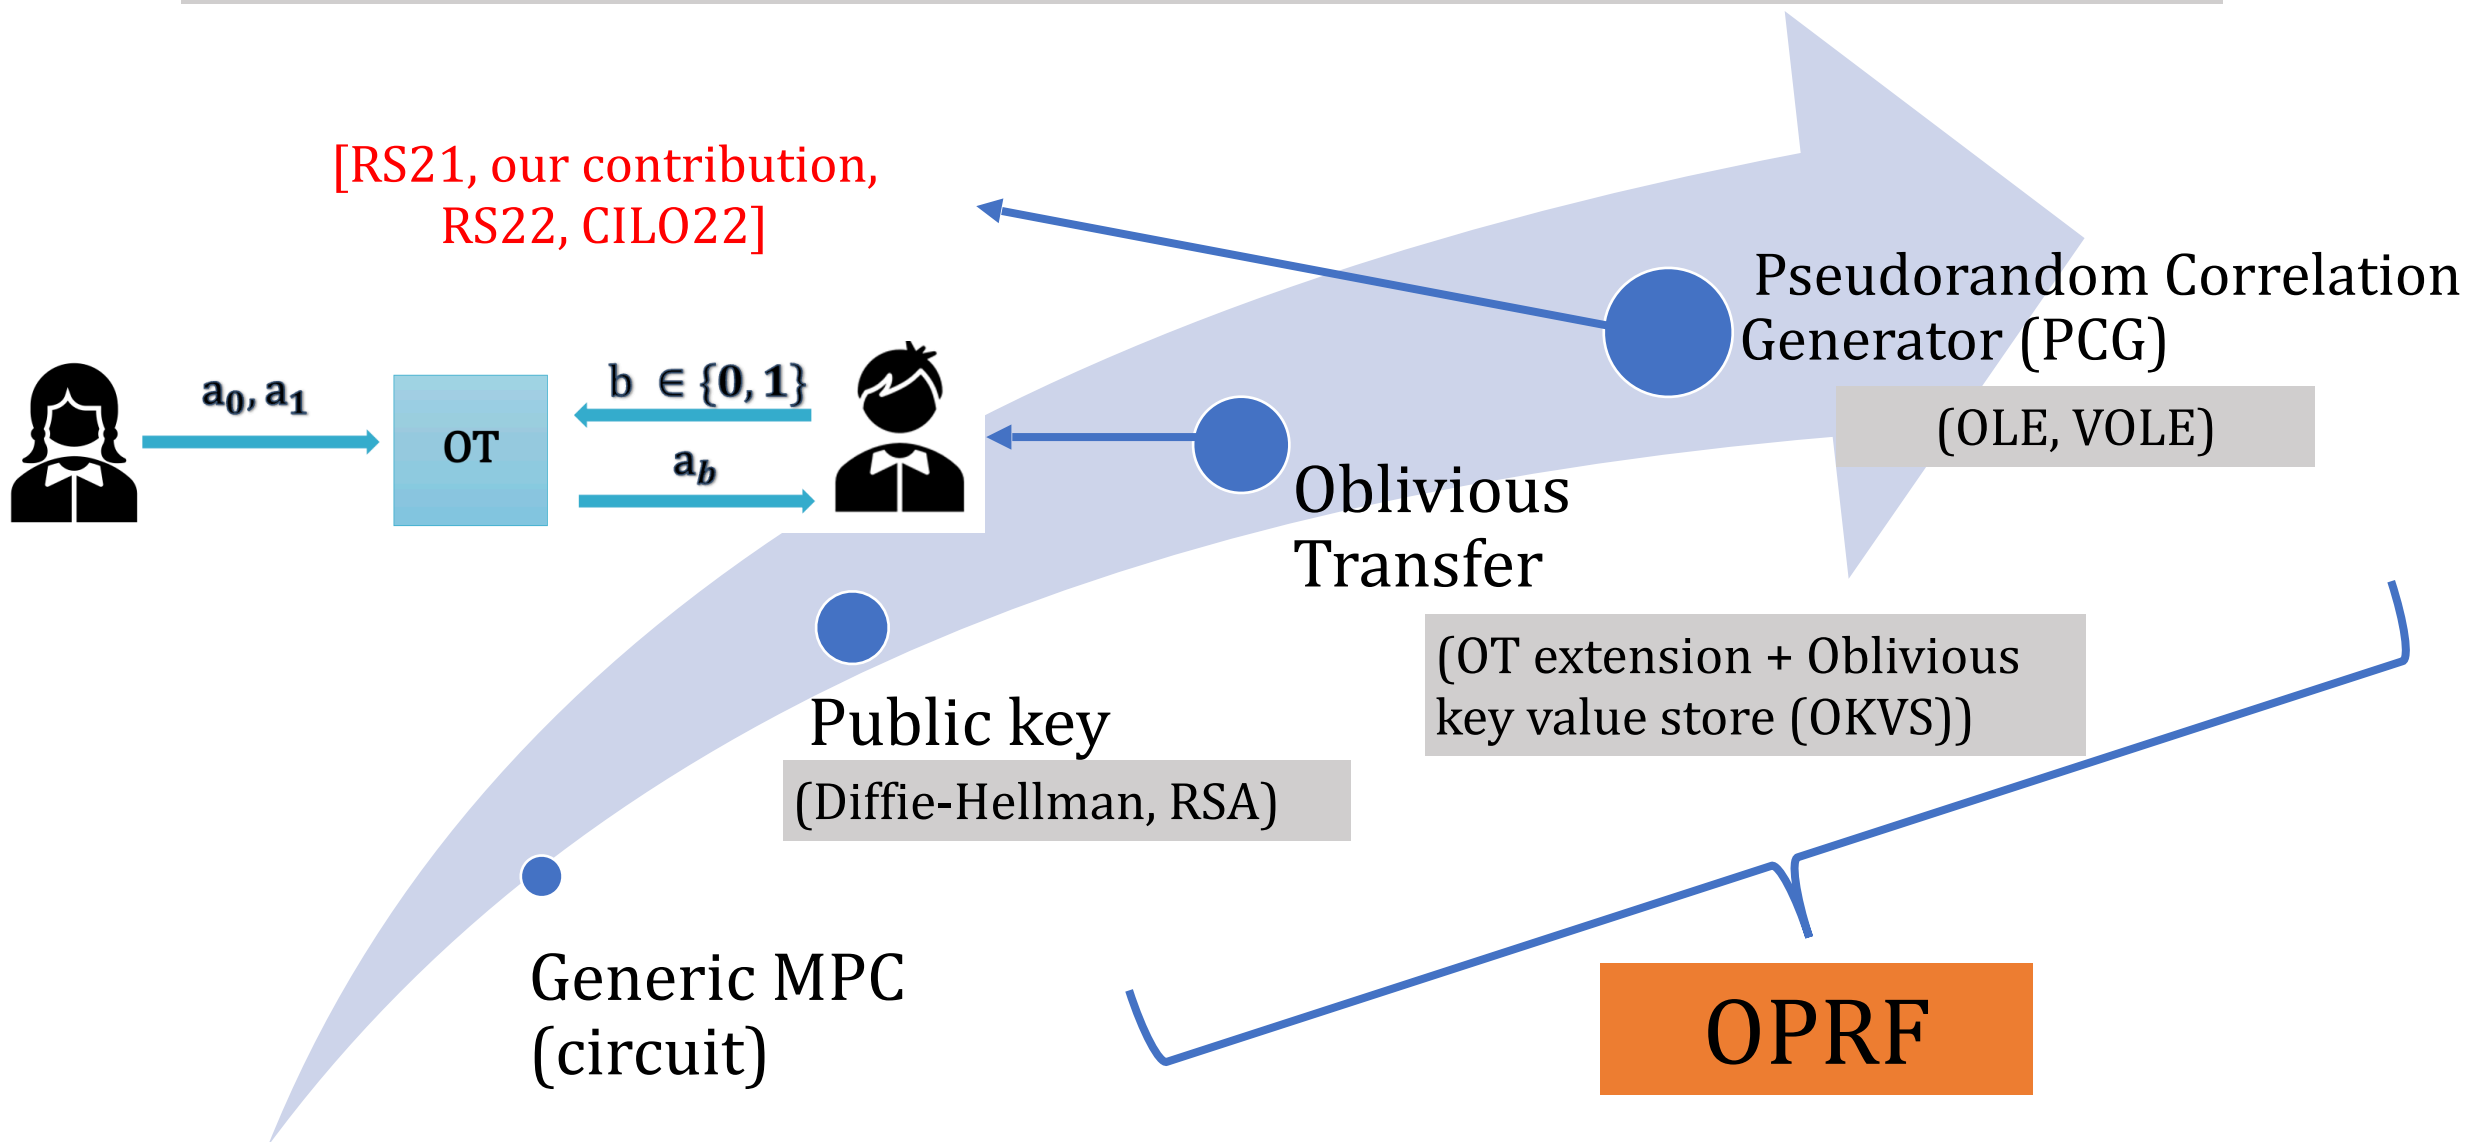 [RS21, our contribution,
RS22, CILO22]
a₀, a₁
OT
b ∈ {0, 1}
a_b
Pseudorandom Correlation
Generator (PCG)
(OLE, VOLE)
Oblivious
Transfer
(OT extension + Oblivious
key value store (OKVS))
Public key
(Diffie-Hellman, RSA)
Generic MPC
(circuit)
OPRF